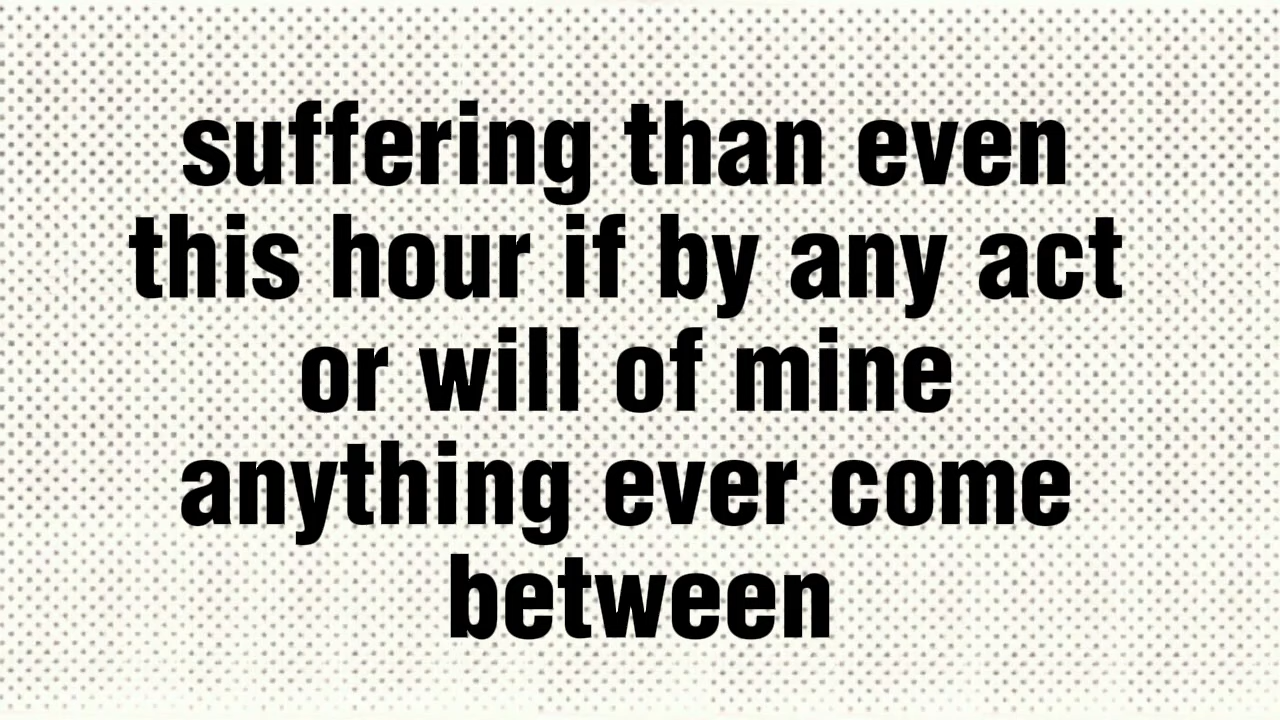 suffering than even
this hour if by any act
or will of mine
anything ever come
between